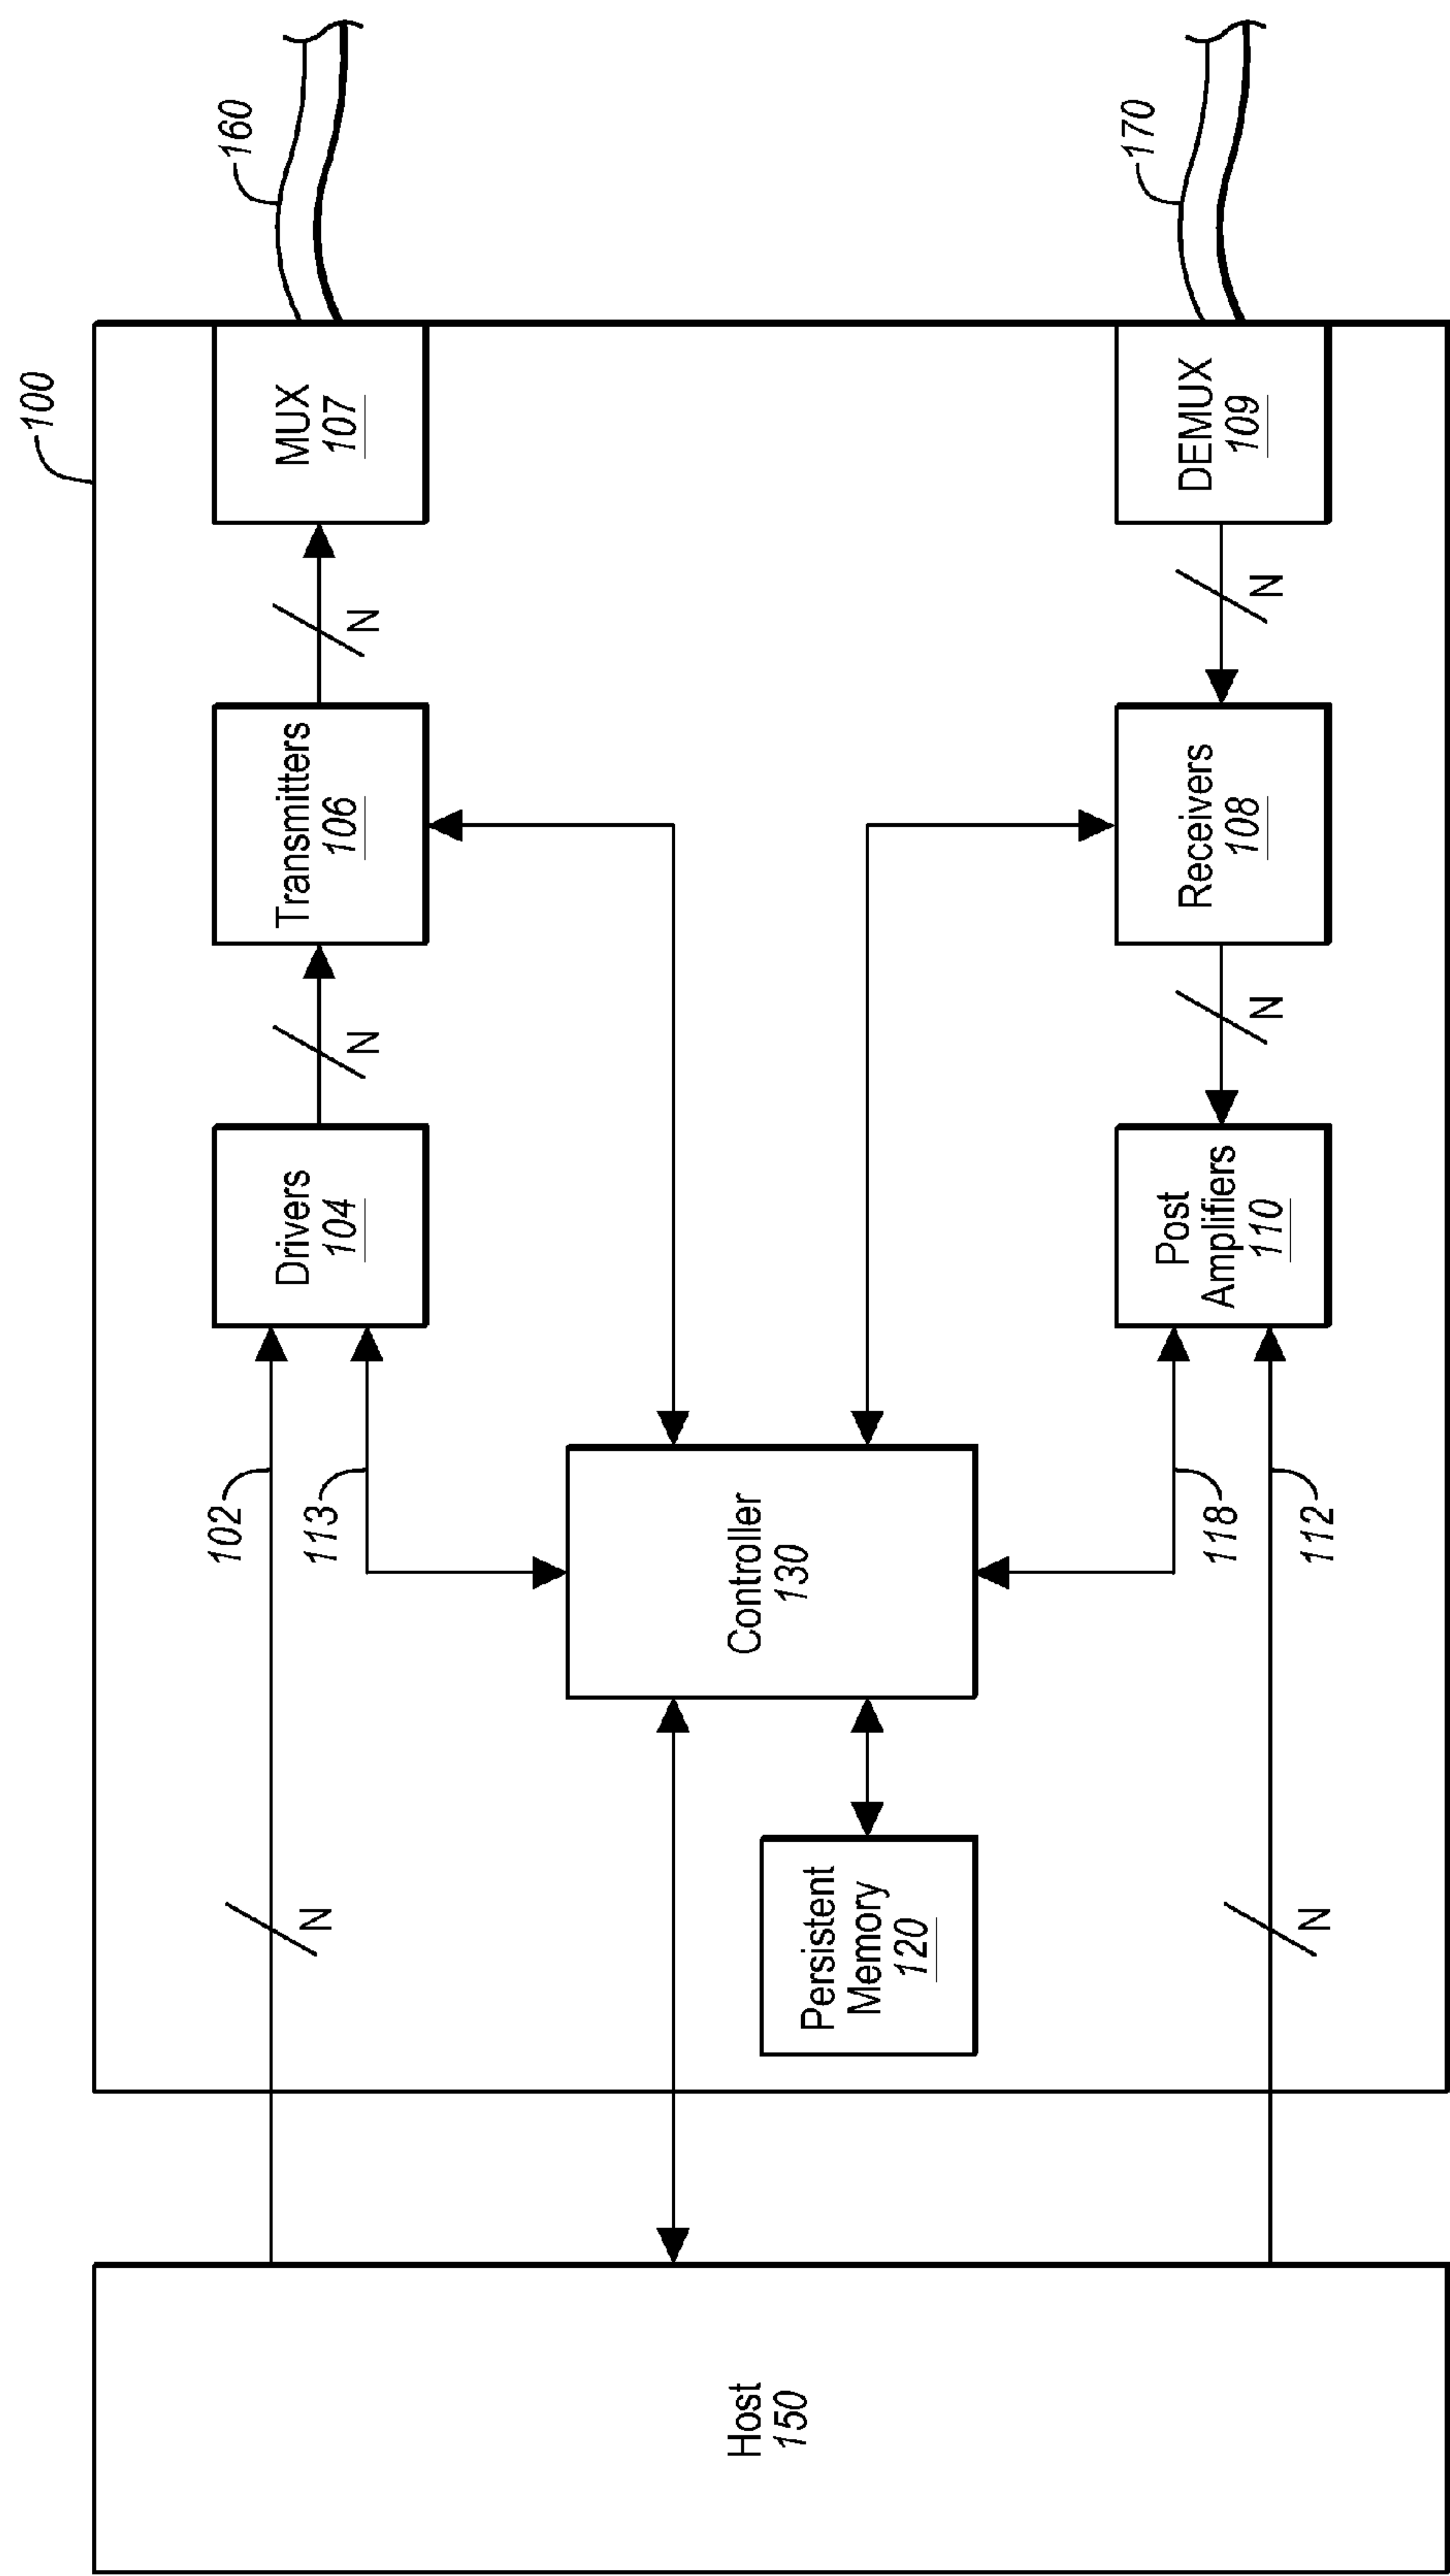 100
160
170
MUX
107
DEMUX
109
N
N
Transmitters
106
Receivers
108
N
N
Drivers
104
Post
Amplifiers
110
102
113
118
112
Controller
130
N
N
Persistent
Memory
120
Host
150